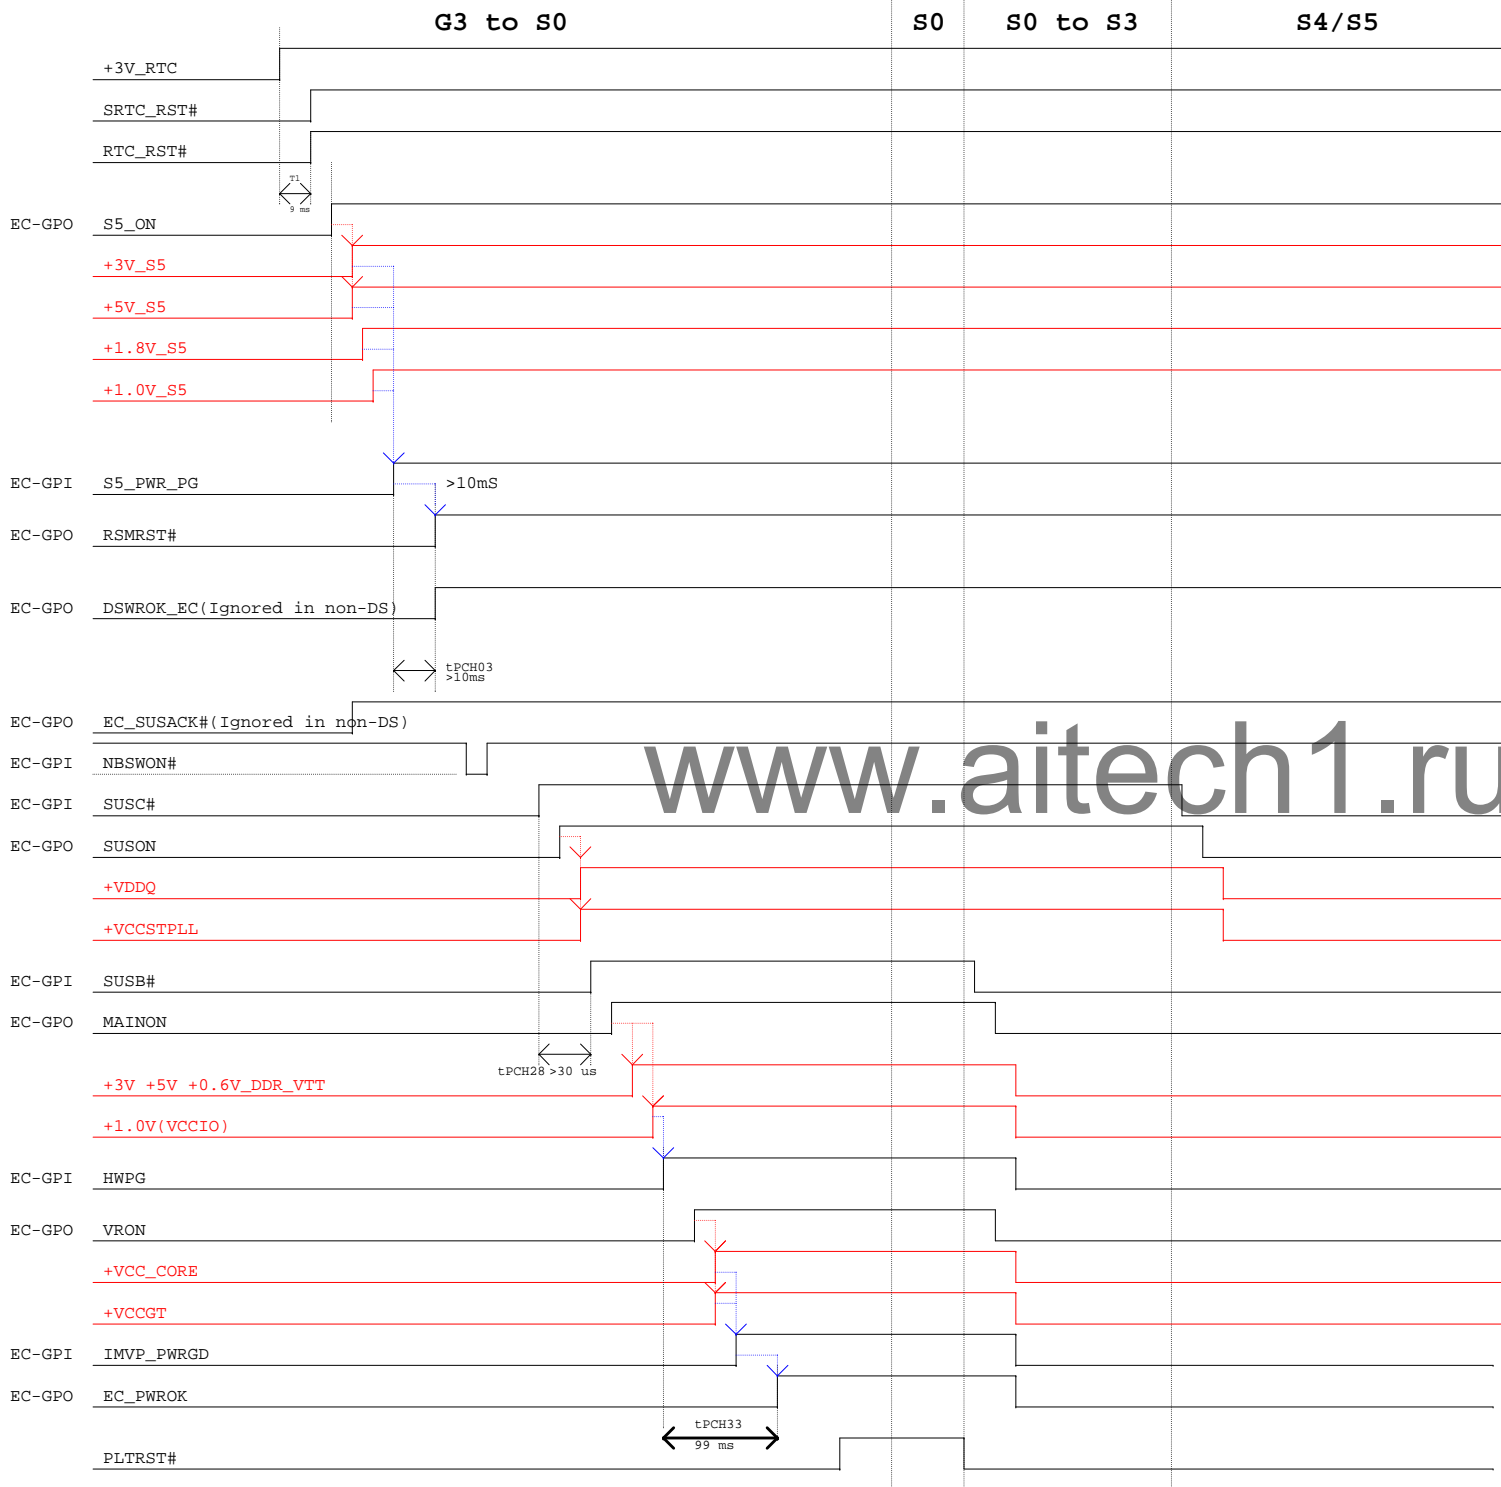 G3 to S0 S0 S0 to S3 S4/S5
+3V_RTC
SRTC_RST#
RTC_RST#
T1
9 ms
EC-GPO S5_ON
+3V_S5
+5V_S5
+1.8V_S5
+1.0V_S5
EC-GPI S5_PWR_PG >10mS
EC-GPO RSMRST#
EC-GPO DSWROK_EC(Ignored in non-DS)
tPCH03
>10ms
EC-GPO EC_SUSACK#(Ignored in non-DS)
www.aitech1.ru
EC-GPI NBSWON#
EC-GPI SUSC#
EC-GPO SUSON
+VDDQ
+VCCSTPLL
EC-GPI SUSB#
EC-GPO MAINON
tPCH28 >30 us
+3V +5V +0.6V_DDR_VTT
+1.0V(VCCIO)
EC-GPI HWPG
EC-GPO VRON
+VCC_CORE
+VCCGT
EC-GPI IMVP_PWRGD
EC-GPO EC_PWROK
tPCH33
99 ms
PLTRST#